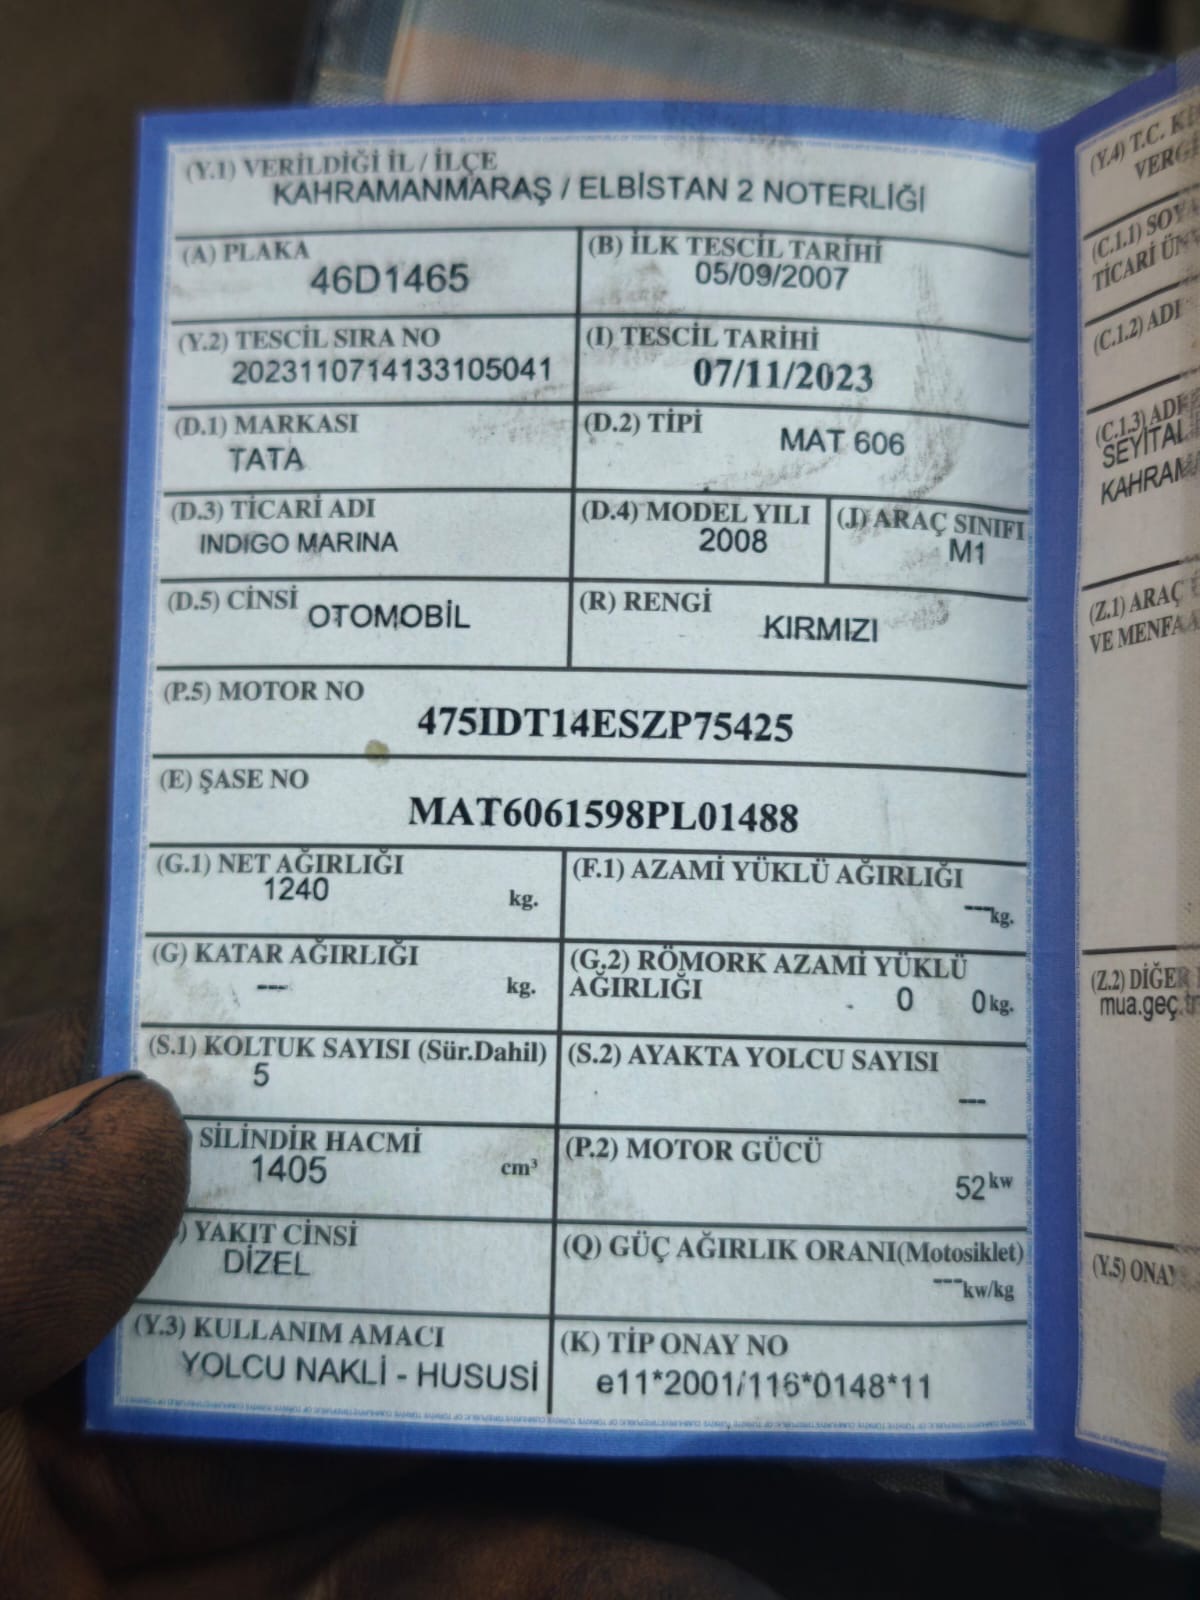 (Y.1) VERİLDİĞİ İL / İLÇE
KAHRAMANMARAŞ / ELBİSTAN 2 NOTERLİĞİ
(A) PLAKA
46D1465
(B) İLK TESCİL TARİHİ
05/09/2007
(Y.2) TESCİL SIRA NO
2023110714133105041
(I) TESCİL TARİHİ
07/11/2023
(D.1) MARKASI
TATA
(D.2) TİPİ
MAT 606
(D.3) TİCARİ ADI
INDIGO MARINA
(D.4) MODEL YILI
2008
(J) ARAÇ SINIFI
M1
(D.5) CİNSİ
OTOMOBİL
(R) RENGİ
KIRMIZI
(P.5) MOTOR NO
475IDT14ESZP75425
(E) ŞASE NO
MAT6061598PL01488
(G.1) NET AĞIRLIĞI
1240 kg.
(F.1) AZAMİ YÜKLÜ AĞIRLIĞI
--- kg.
(G) KATAR AĞIRLIĞI
--- kg.
(G.2) RÖMORK AZAMİ YÜKLÜ
AĞIRLIĞI 0 0 kg.
(S.1) KOLTUK SAYISI (Sür.Dahil)
5
(S.2) AYAKTA YOLCU SAYISI
---
SİLİNDİR HACMİ
1405 cm³
(P.2) MOTOR GÜCÜ
52 kw
) YAKIT CİNSİ
DİZEL
(Q) GÜÇ AĞIRLIK ORANI(Motosiklet)
--- kw/kg
(Y.3) KULLANIM AMACI
YOLCU NAKLİ - HUSUSİ
(K) TİP ONAY NO
e11*2001/116*0148*11
(Y.4) T.C. Kİ
VERG
(C.1.1) SOY
TİCARİ ÜN
(C.1.2) ADI
(C.1.3) AD
SEYİTAL
KAHRAMA
(Z.1) ARAÇ
VE MENFA
(Z.2) DİĞER
mua.geç.
(Y.5) ONA